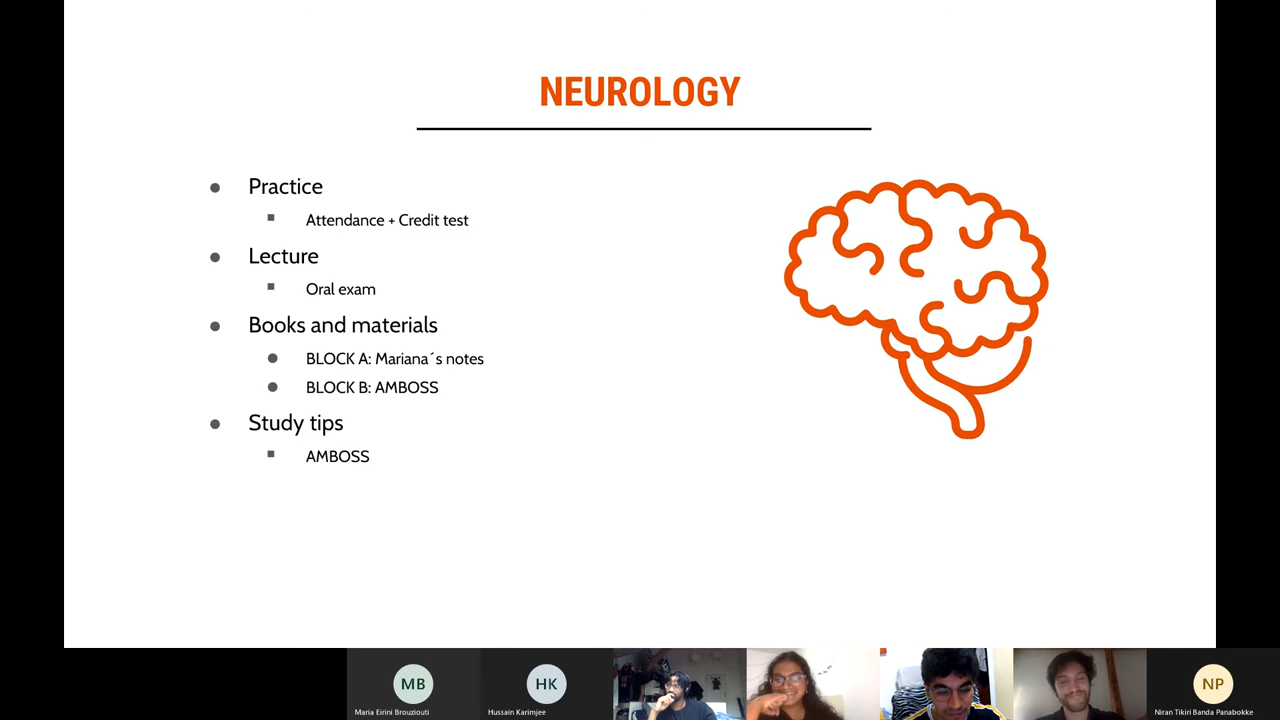 NEUROLOGY
Practice
Attendance + Credit test
Lecture
Oral exam
Books and materials
BLOCK A: Mariana´s notes
BLOCK B: AMBOSS
Study tips
AMBOSS
MB
HK
NP
Maria Eirini Brouziouti
Hussain Karimjee
Niran Tikiri Banda Panabokke